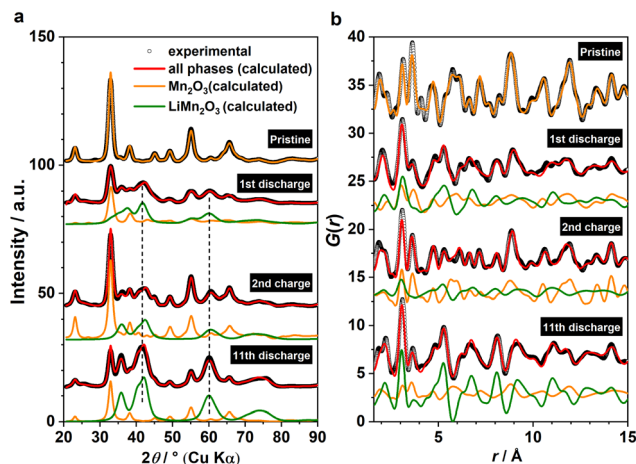 a
b
150
100
50
0
Intensity / a.u.
experimental
all phases (calculated)
Mn₂O₃(calculated)
LiMn₂O₃(calculated)
Pristine
1st discharge
2nd charge
11th discharge
20 30 40 50 60 70 80 90
2θ / ° (Cu Kα)
40
35
30
25
20
15
10
5
0
G(r)
Pristine
1st discharge
2nd charge
11th discharge
5 10 15
r / Å